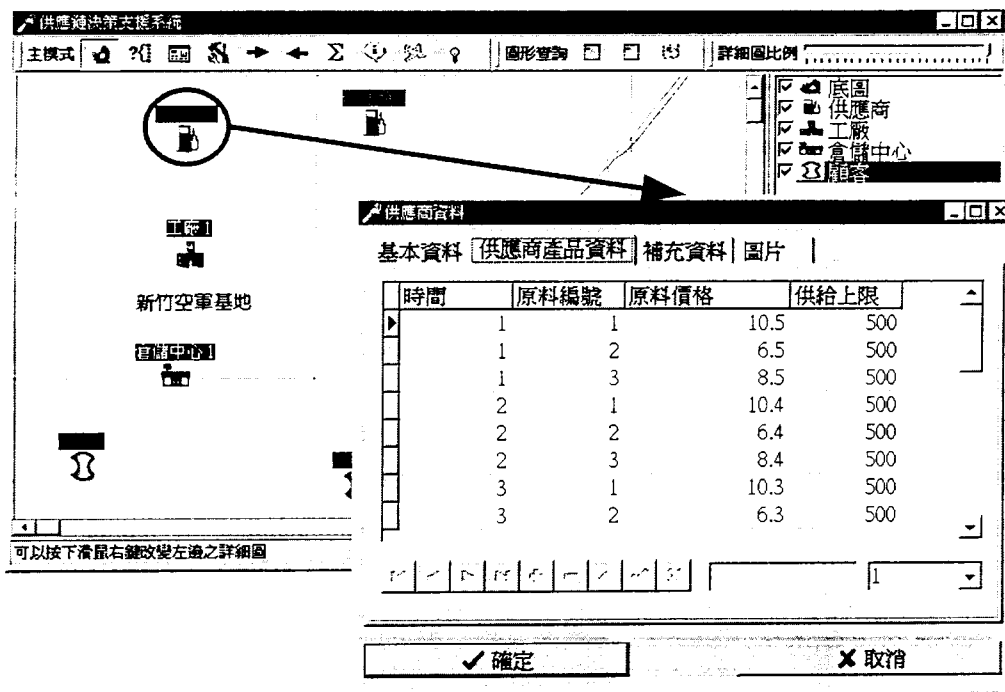 供應鏈決策支援系統
主模式 圖形查詢 詳細圖比例
底圖
供應商
工廠
倉儲中心
顧客
工廠1
新竹空軍基地
倉儲中心1
可以按下滑鼠右鍵改變左邊之詳細圖
供應商資料
基本資料 供應商產品資料 補充資料 圖片
時間 原料編號 原料價格 供給上限
1 1 10.5 500
1 2 6.5 500
1 3 8.5 500
2 1 10.4 500
2 2 6.4 500
2 3 8.4 500
3 1 10.3 500
3 2 6.3 500
1
確定 取消